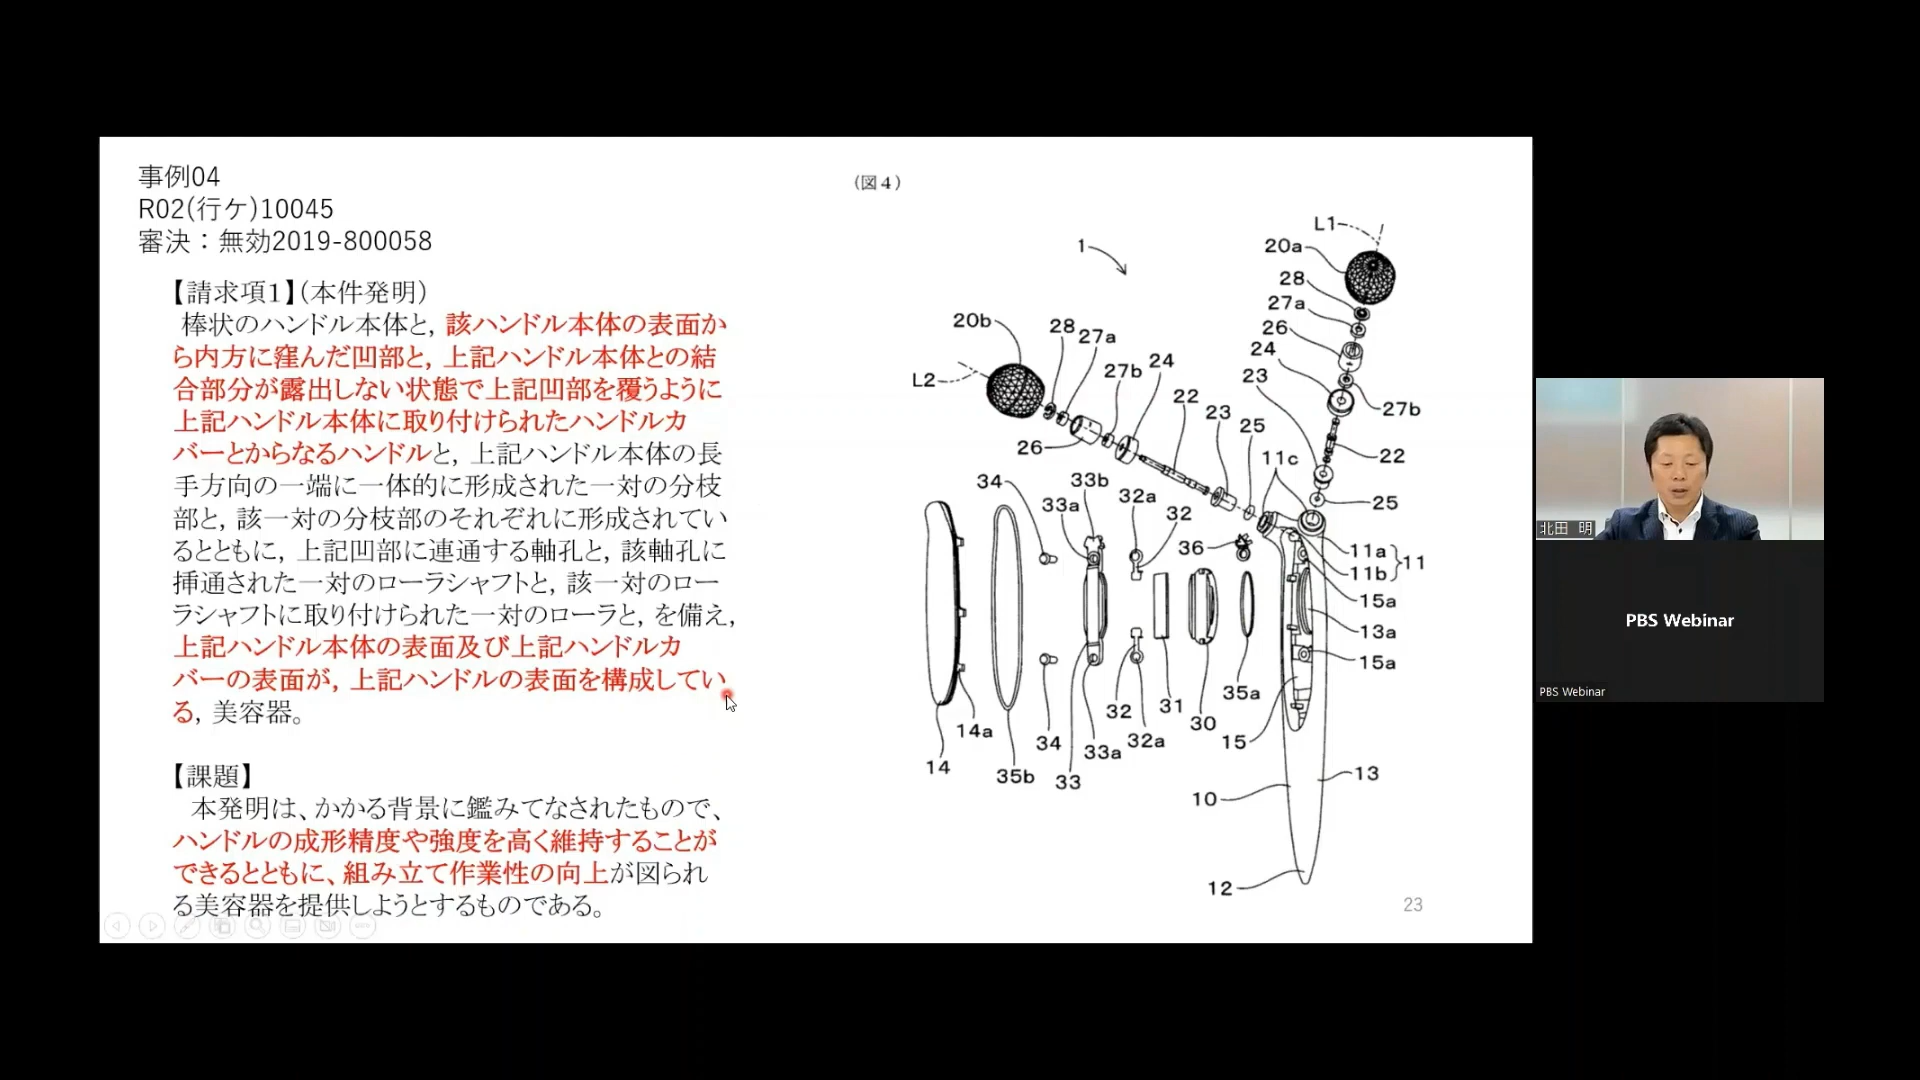 事例04
R02(行ケ)10045
審決：無効2019-800058
【請求項1】（本件発明）
棒状のハンドル本体と，該ハンドル本体の表面か
ら内方に窪んだ凹部と，上記ハンドル本体との結
合部分が露出しない状態で上記凹部を覆うように
上記ハンドル本体に取り付けられたハンドルカ
バーとからなるハンドルと，上記ハンドル本体の長
手方向の一端に一体的に形成された一対の分枝
部と，該一対の分枝部のそれぞれに形成されてい
るとともに，上記凹部に連通する軸孔と，該軸孔に
挿通された一対のローラシャフトと，該一対のロー
ラシャフトに取り付けられた一対のローラと，を備え，
上記ハンドル本体の表面及び上記ハンドルカ
バーの表面が，上記ハンドルの表面を構成してい
る，美容器。
【課題】
本発明は、かかる背景に鑑みてなされたもので、
ハンドルの成形精度や強度を高く維持することが
できるとともに、組み立て作業性の向上が図られ
る美容器を提供しようとするものである。
（図４）
1
L1
20a
28
27a
26
24
23
27b
22
25
20b
28
27a
L2
27b
24
22
23
25
26
11c
34
33b
33a
32a
32
36
11a
11b
11
15a
13a
15a
35a
31
30
32
15
14a
34
33a
32a
14
35b
33
13
10
12
23
北田 明
PBS Webinar
PBS Webinar